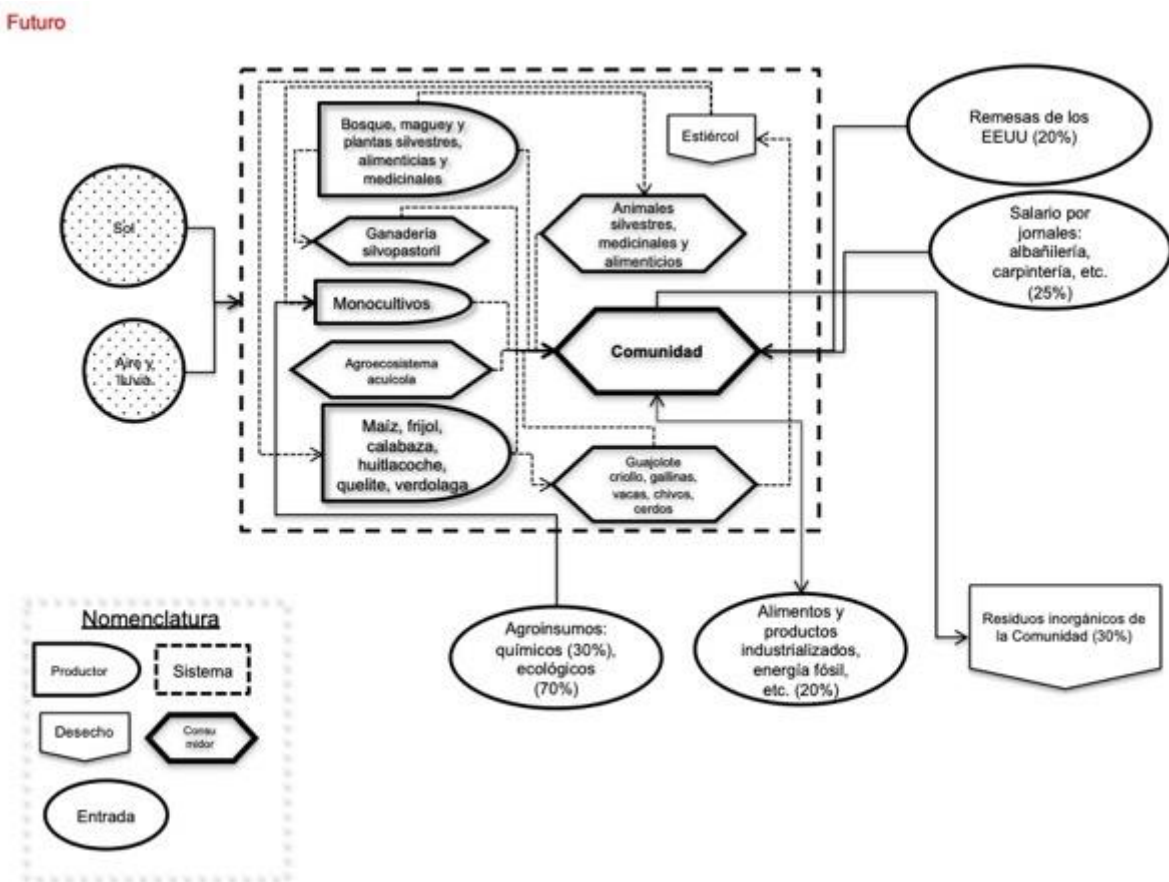 Futuro
Sol
Aire y
lluvia
Bosque, maguey y
plantas silvestres,
alimenticias y
medicinales
Ganadería
silvopastoril
Monocultivos
Agroecosistema
acuícola
Maíz, frijol,
calabaza,
huitlacoche,
quelite, verdolaga
Estiércol
Animales
silvestres,
medicinales y
alimenticios
Comunidad
Guajolote
criollo, gallinas,
vacas, chivos,
cerdos
Remesas de los
EEUU (20%)
Salario por
jornales:
albañilería,
carpintería, etc.
(25%)
Agroinsumos:
químicos (30%),
ecológicos
(70%)
Alimentos y
productos
industrializados,
energía fósil,
etc. (20%)
Residuos inorgánicos de
la Comunidad (30%)
Nomenclatura
Productor
Sistema
Desecho
Consu
midor
Entrada